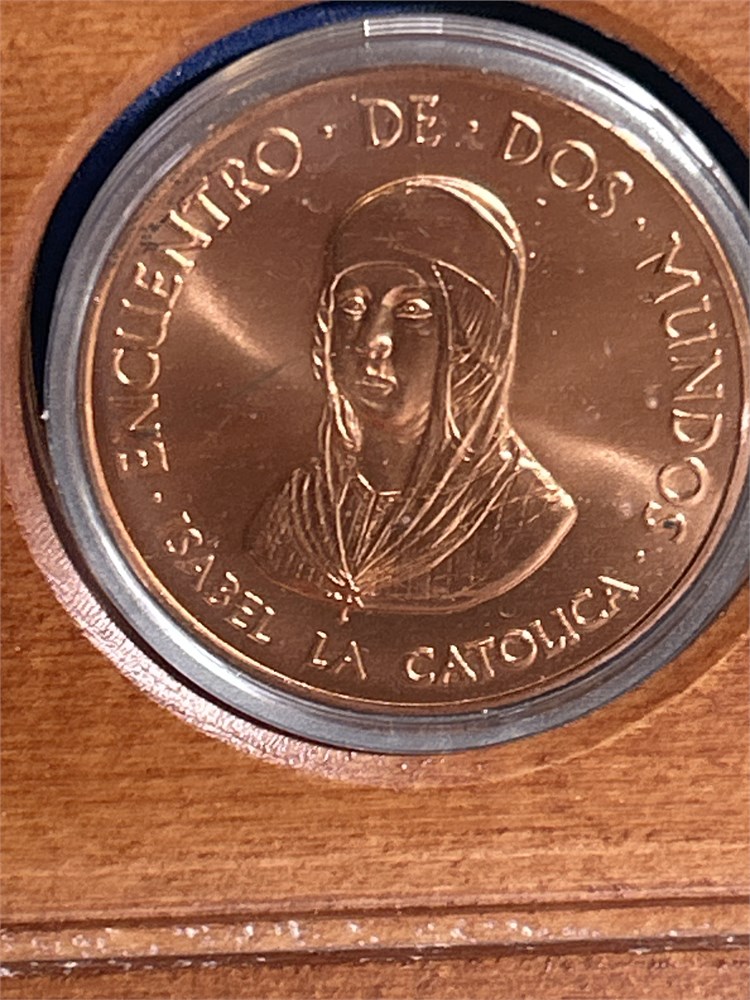 · ENCUENTRO · DE · DOS · MUNDOS ·
ISABEL LA CATOLICA